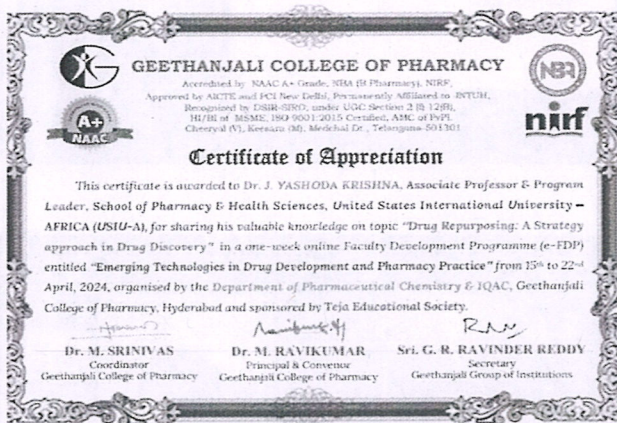 GEETHANJALI COLLEGE OF PHARMACY
Accredited by NAAC A+ Grade, NBA (B Pharmacy), NIRF,
Approved by AICTE and PCI New Delhi, Permanently Affiliated to JNTUH,
Recognized by DSIR-SIRO, under UGC Section 2 (f) 12(B),
HI/BI of MSME, ISO 9001:2015 Certified, AMC of
Cheeryal (V), Keesara (M), Medchal Dt., Telangana-501301
A+
NAAC
NBA
nirf
Certificate of Appreciation
This certificate is awarded to Dr. J. YASHODA KRISHNA, Associate Professor & Program
Leader, School of Pharmacy & Health Sciences, United States International University –
AFRICA (USIU-A), for sharing his valuable knowledge on topic "Drug Repurposing: A Strategy
approach in Drug Discovery" in a one-week online Faculty Development Programme (e-FDP)
entitled "Emerging Technologies in Drug Development and Pharmacy Practice" from 15th to 22nd
April, 2024, organised by the Department of Pharmaceutical Chemistry & IQAC, Geethanjali
College of Pharmacy, Hyderabad and sponsored by Teja Educational Society.
Dr. M. SRINIVAS
Coordinator
Geethanjali College of Pharmacy
Dr. M. RAVIKUMAR
Principal & Convenor
Geethanjali College of Pharmacy
Sri. G. R. RAVINDER REDDY
Secretary
Geethanjali Group of Institutions